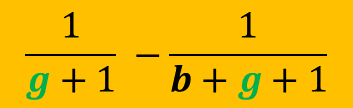 1/(g + 1) − 1/(b + g + 1)